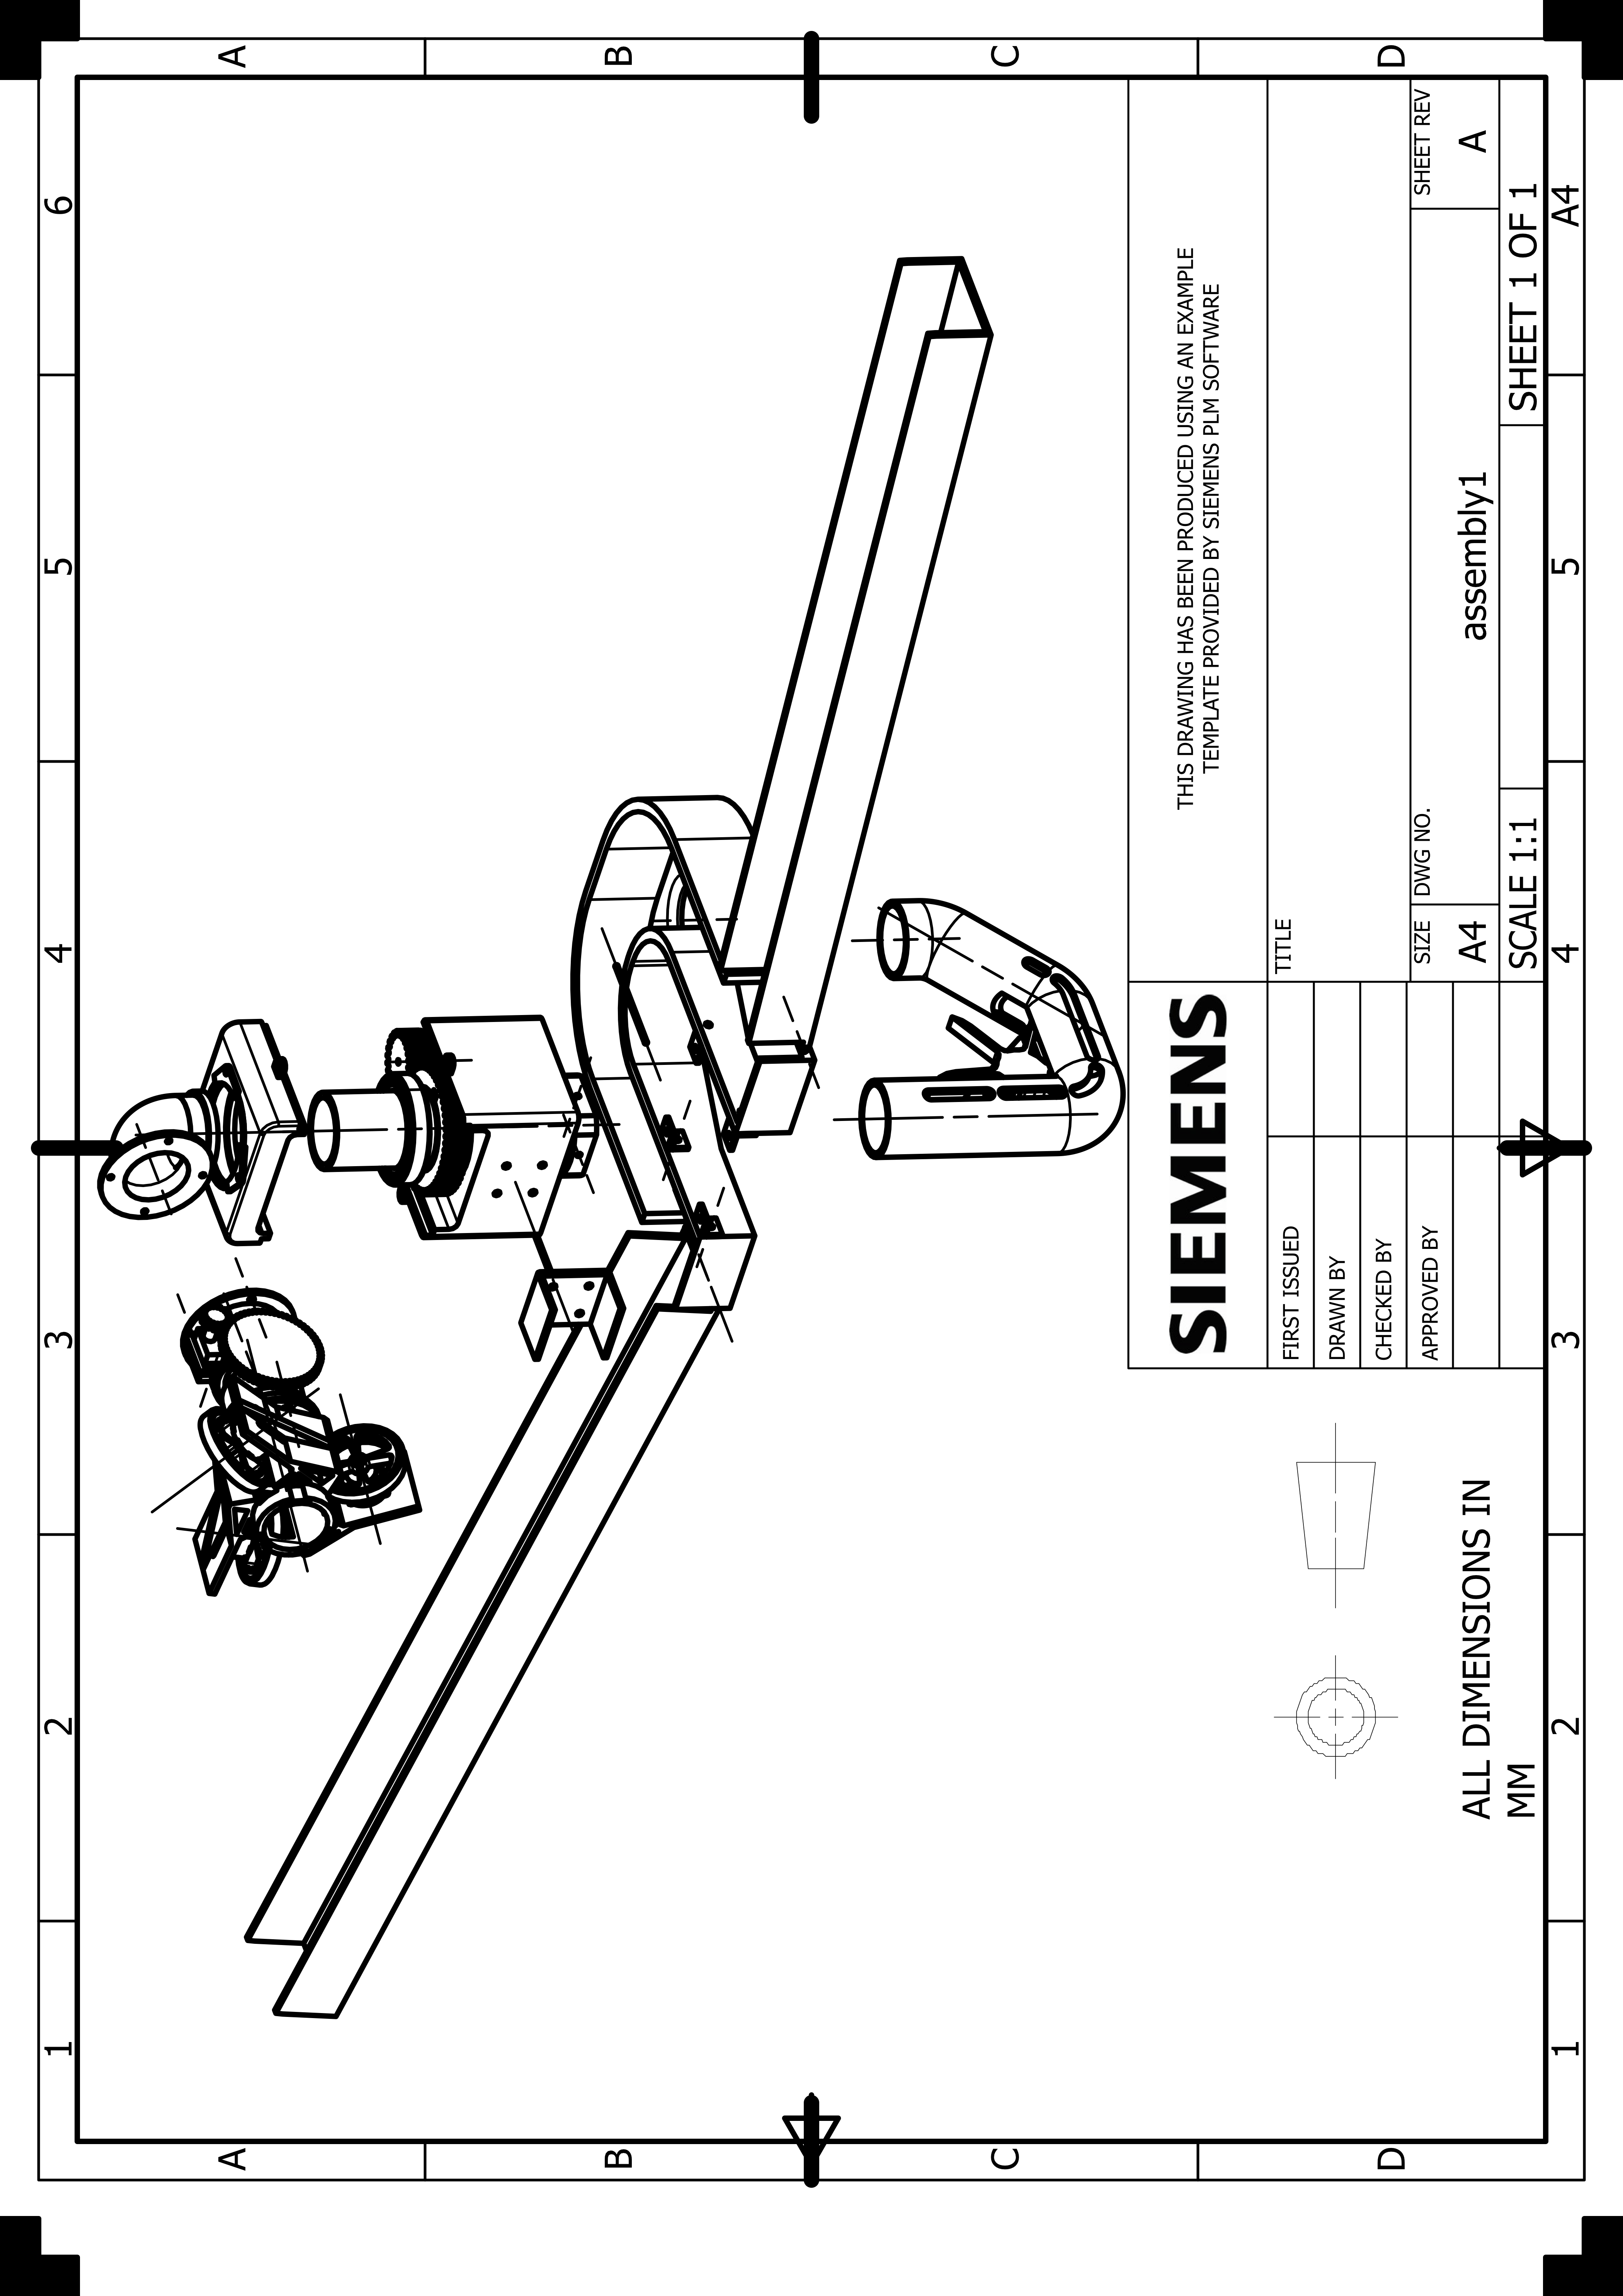 1
2
3
4
5
6
A
B
C
D
A
B
C
D
SIEMENS
THIS DRAWING HAS BEEN PRODUCED USING AN EXAMPLE
TEMPLATE PROVIDED BY SIEMENS PLM SOFTWARE
FIRST ISSUED
TITLE
DRAWN BY
CHECKED BY
APPROVED BY
SIZE
DWG NO.
SHEET REV
A4
assembly1
A
SCALE 1:1
SHEET 1 OF 1
ALL DIMENSIONS IN
MM
1
2
3
4
5
A4